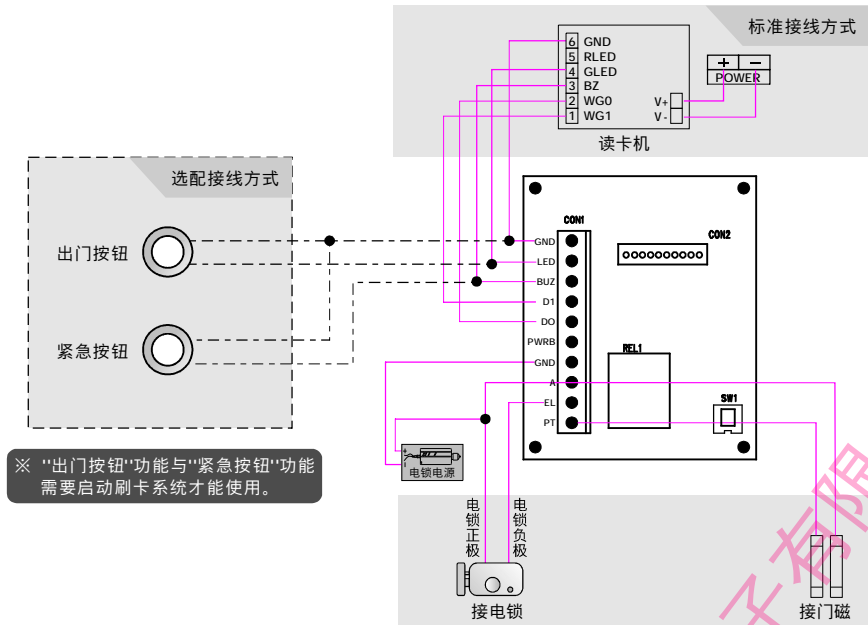 标准接线方式
6 GND
5 RLED
4 GLED
3 BZ
2 WG0
1 WG1
V+
V-
+ −
POWER
读卡机
选配接线方式
出门按钮
紧急按钮
※ "出门按钮"功能与"紧急按钮"功能
需要启动刷卡系统才能使用。
CON1
GND
LED
BUZ
D1
DO
PWRB
GND
A
EL
PT
CON2
REL1
SW1
+
-
电锁电源
电锁正极
电锁负极
接电锁
接门磁
子有限